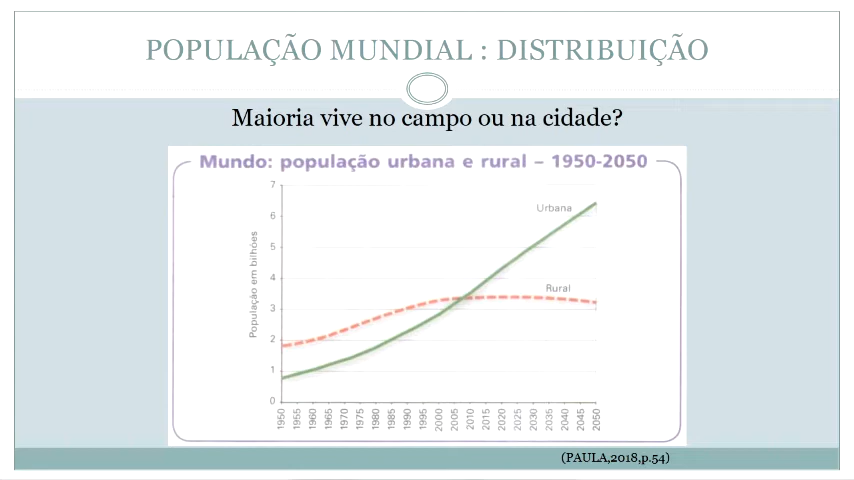 POPULAÇÃO MUNDIAL : DISTRIBUIÇÃO
Maioria vive no campo ou na cidade?
Mundo: população urbana e rural – 1950-2050
População em bilhões
7
6
5
4
3
2
1
0
Urbana
Rural
1950 1955 1960 1965 1970 1975 1980 1985 1990 1995 2000 2005 2010 2015 2020 2025 2030 2035 2040 2045 2050
(PAULA,2018,p.54)